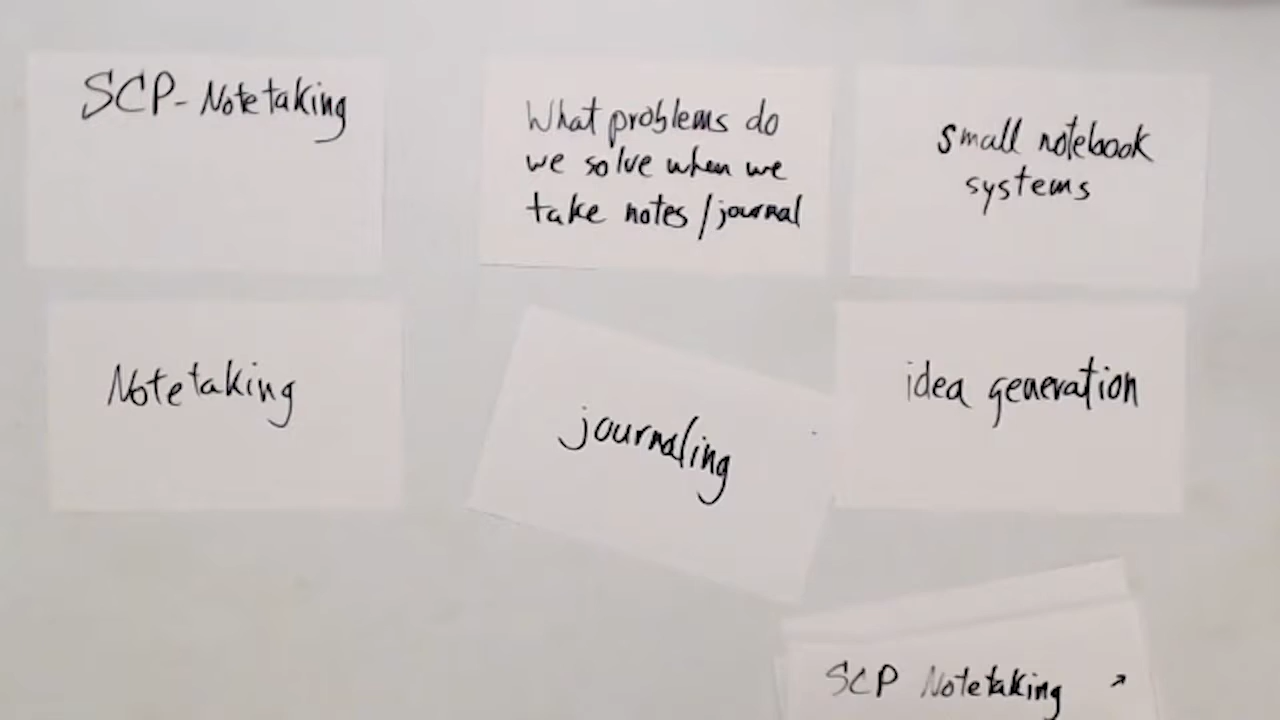 SCP-Notetaking
What problems do
we solve when we
take notes/journal
small notebook
systems
Notetaking
journaling
idea generation
SCP Notetaking ↗